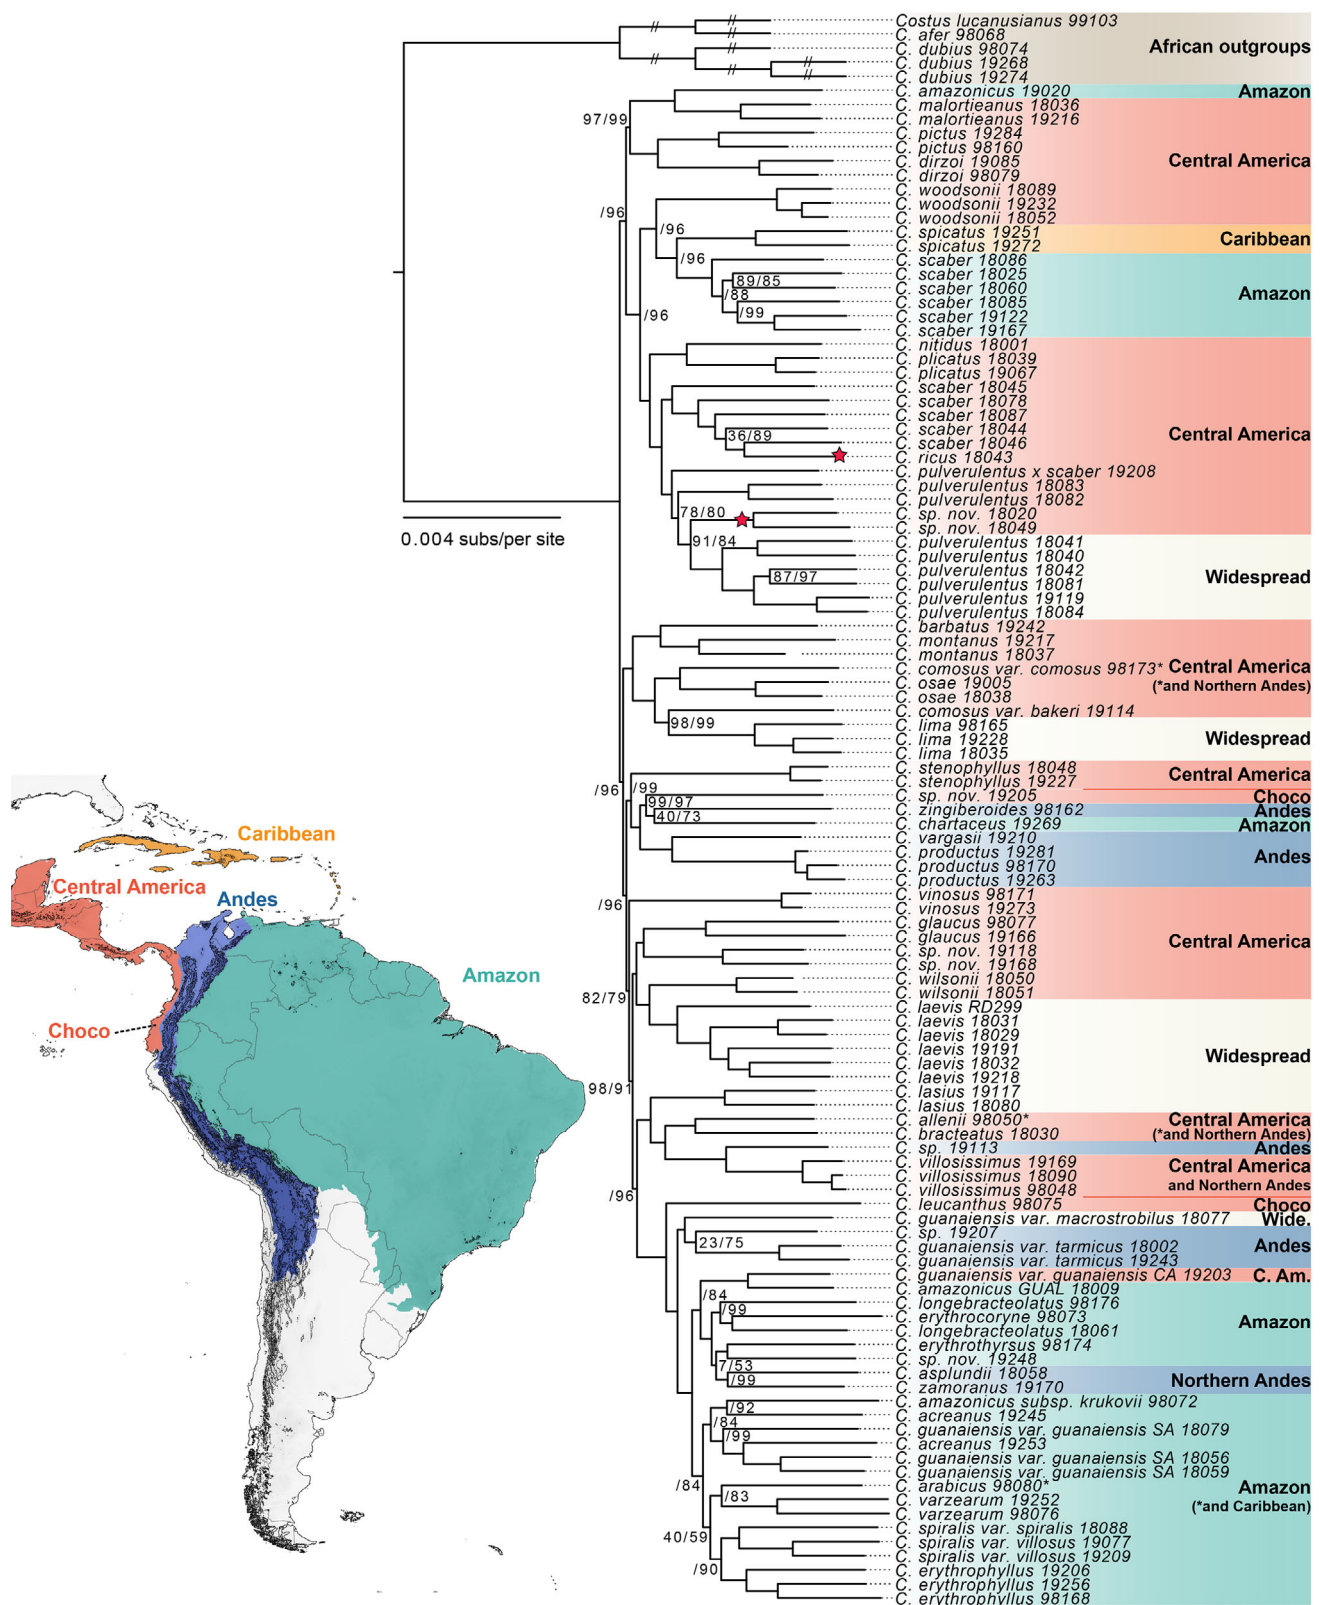 Costus lucanusianus 99103
C. afer 98068
C. dubius 98074
C. dubius 19268
C. dubius 19274
African outgroups
C. amazonicus 19020
Amazon
C. malortieanus 18036
C. malortieanus 19216
C. pictus 19284
C. pictus 98160
C. dirzoi 19085
C. dirzoi 98079
C. woodsonii 18089
C. woodsonii 19232
C. woodsonii 18052
Central America
C. spicatus 19251
C. spicatus 19272
Caribbean
C. scaber 18086
C. scaber 18025
C. scaber 18060
C. scaber 18085
C. scaber 19122
C. scaber 19167
Amazon
C. nitidus 18001
C. plicatus 18039
C. plicatus 19067
C. scaber 18045
C. scaber 18078
C. scaber 18087
C. scaber 18044
C. scaber 18046
C. ricus 18043
C. pulverulentus x scaber 19208
C. pulverulentus 18083
C. pulverulentus 18082
C. sp. nov. 18020
C. sp. nov. 18049
Central America
C. pulverulentus 18041
C. pulverulentus 18040
C. pulverulentus 18042
C. pulverulentus 18081
C. pulverulentus 19119
C. pulverulentus 18084
Widespread
C. barbatus 19242
C. montanus 19217
C. montanus 18037
C. comosus var. comosus 98173*
C. osae 19005
C. osae 18038
C. comosus var. bakeri 19114
Central America
(*and Northern Andes)
C. lima 98165
C. lima 19228
C. lima 18035
Widespread
C. stenophyllus 18048
C. stenophyllus 19227
Central America
C. sp. nov. 19205
Choco
C. zingiberoides 98162
Andes
C. chartaceus 19269
Amazon
C. vargasii 19210
C. productus 19281
C. productus 98170
C. productus 19263
Andes
C. vinosus 98171
C. vinosus 19273
C. glaucus 98077
C. glaucus 19166
C. sp. nov. 19118
C. sp. nov. 19168
C. wilsonii 18050
C. wilsonii 18051
Central America
C. laevis RD299
C. laevis 18031
C. laevis 18029
C. laevis 19191
C. laevis 18032
C. laevis 19218
C. lasius 19117
C. lasius 18080
Widespread
C. allenii 98050*
C. bracteatus 18030
Central America
(*and Northern Andes)
C. sp. 19113
Andes
C. villosissimus 19169
C. villosissimus 18090
C. villosissimus 98048
Central America
and Northern Andes
C. leucanthus 98075
Choco
C. guanaiensis var. macrostrobilus 18077
Wide.
C. sp. 19207
C. guanaiensis var. tarmicus 18002
C. guanaiensis var. tarmicus 19243
Andes
C. guanaiensis var. guanaiensis CA 19203
C. Am.
C. amazonicus GUAL 18009
C. longebracteolatus 98176
C. erythrocoryne 98073
C. longebracteolatus 18061
C. erythrothyrsus 98174
C. sp. nov. 19248
Amazon
C. asplundii 18058
C. zamoranus 19170
Northern Andes
C. amazonicus subsp. krukovii 98072
C. acreanus 19245
C. guanaiensis var. guanaiensis SA 18079
C. acreanus 19253
C. guanaiensis var. guanaiensis SA 18056
C. guanaiensis var. guanaiensis SA 18059
C. arabicus 98080*
C. varzearum 19252
C. varzearum 98076
C. spiralis var. spiralis 18088
C. spiralis var. villosus 19077
C. spiralis var. villosus 19209
C. erythrophyllus 19206
C. erythrophyllus 19256
C. erythrophyllus 98168
Amazon
(*and Caribbean)
97/99
/96
/96
/96
89/85
/88
/99
/96
36/89
78/80
91/84
87/97
0.004 subs/per site
98/99
/96
/99
99/97
40/73
/96
82/79
98/91
/96
23/75
/84
/99
7/53
/99
/92
/84
/99
/84
/83
40/59
/90
Caribbean
Central America
Andes
Amazon
Choco